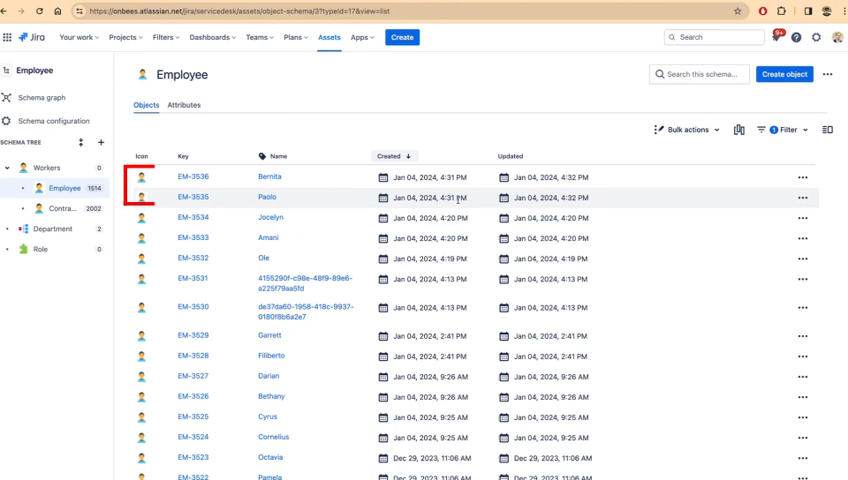 https://onbees.atlassian.net/jira/servicedesk/assets/object-schema/3?typeId=17&view=list
Jira Your work Projects Filters Dashboards Teams Plans Assets Apps Create Search 9+
Employee
Schema graph
Schema configuration
SCHEMA TREE
Workers 0
Employee 1514
Contra... 2002
Department 2
Role 0
Employee Search this schema... Create object
Objects Attributes
Bulk actions 1 Filter
Icon Key Name Created Updated
EM-3536 Bernita Jan 04, 2024, 4:31 PM Jan 04, 2024, 4:32 PM
EM-3535 Paolo Jan 04, 2024, 4:31 PM Jan 04, 2024, 4:32 PM
EM-3534 Jocelyn Jan 04, 2024, 4:20 PM Jan 04, 2024, 4:20 PM
EM-3533 Amani Jan 04, 2024, 4:20 PM Jan 04, 2024, 4:20 PM
EM-3532 Ole Jan 04, 2024, 4:19 PM Jan 04, 2024, 4:20 PM
EM-3531 4155290f-c98e-48f9-89e6-a225f79aa5fd Jan 04, 2024, 4:13 PM Jan 04, 2024, 4:13 PM
EM-3530 de37da60-1958-418c-9937-0180f8b6a2e7 Jan 04, 2024, 4:13 PM Jan 04, 2024, 4:13 PM
EM-3529 Garrett Jan 04, 2024, 2:41 PM Jan 04, 2024, 2:41 PM
EM-3528 Filiberto Jan 04, 2024, 2:41 PM Jan 04, 2024, 2:41 PM
EM-3527 Darian Jan 04, 2024, 9:26 AM Jan 04, 2024, 9:26 AM
EM-3526 Bethany Jan 04, 2024, 9:26 AM Jan 04, 2024, 9:26 AM
EM-3525 Cyrus Jan 04, 2024, 9:25 AM Jan 04, 2024, 9:25 AM
EM-3524 Cornelius Jan 04, 2024, 9:25 AM Jan 04, 2024, 9:25 AM
EM-3523 Octavia Dec 29, 2023, 11:06 AM Dec 29, 2023, 11:06 AM
EM-3522 Pamela Dec 29, 2023, 11:06 AM Dec 29, 2023, 11:06 AM